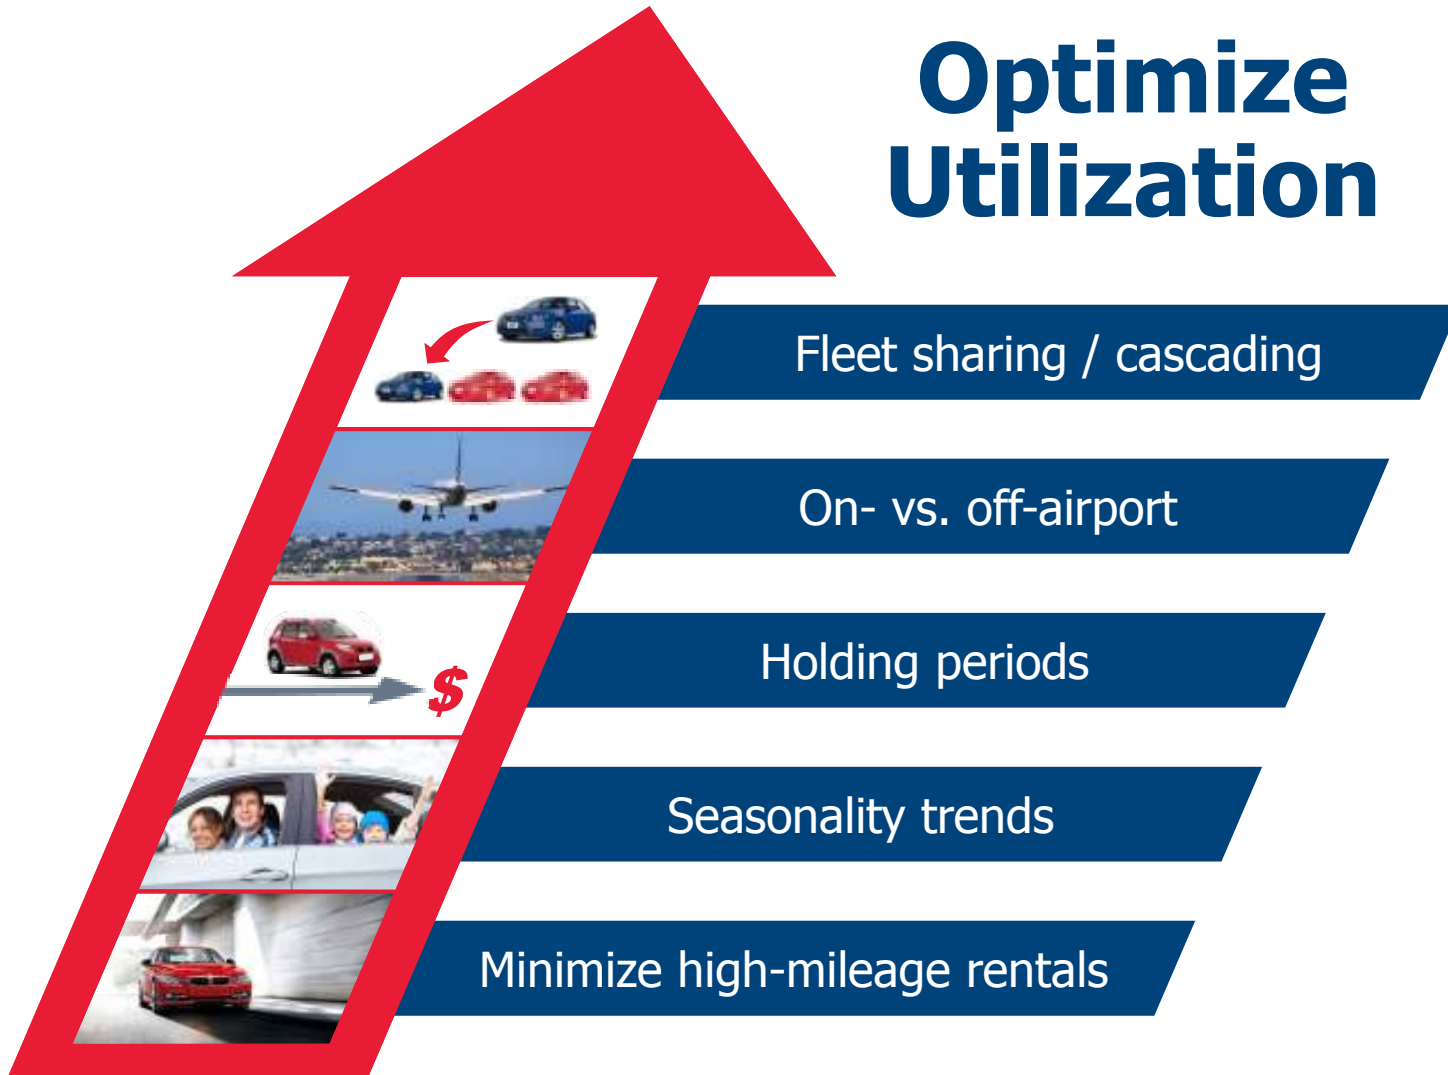 Optimize
Utilization
Fleet sharing / cascading
On- vs. off-airport
Holding periods
$
Seasonality trends
Minimize high-mileage rentals